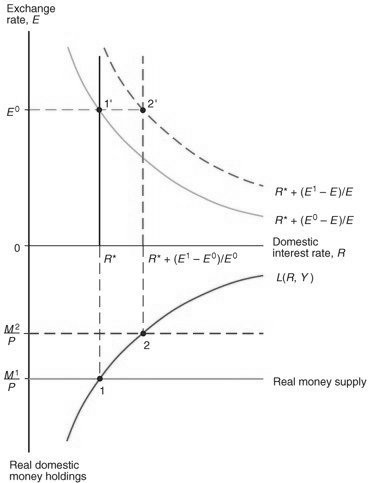 Exchange
rate, E
E⁰
1'
2'
R* + (E¹ − E)/E
R* + (E⁰ − E)/E
0
Domestic
interest rate, R
R*
R* + (E¹ − E⁰)/E⁰
L(R, Y)
M²
P
2
M¹
P
1
Real money supply
Real domestic
money holdings